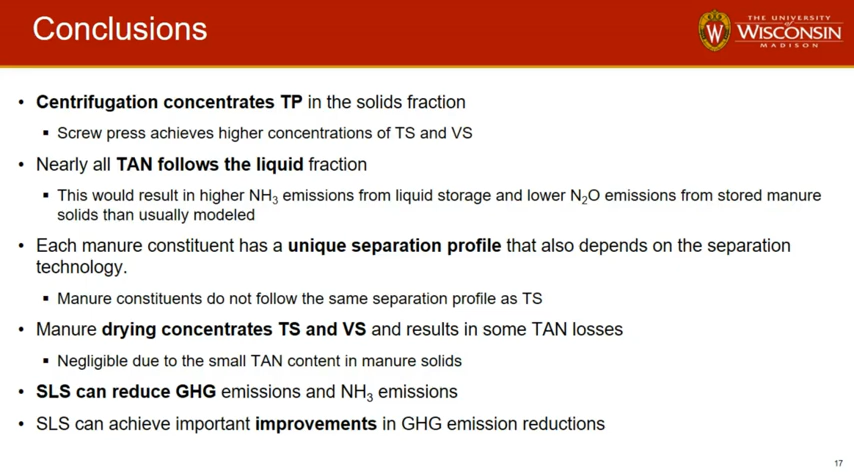 Conclusions
THE UNIVERSITY
of
WISCONSIN
MADISON
W
• Centrifugation concentrates TP in the solids fraction
▪ Screw press achieves higher concentrations of TS and VS
• Nearly all TAN follows the liquid fraction
▪ This would result in higher NH₃ emissions from liquid storage and lower N₂O emissions from stored manure
solids than usually modeled
• Each manure constituent has a unique separation profile that also depends on the separation
technology.
▪ Manure constituents do not follow the same separation profile as TS
• Manure drying concentrates TS and VS and results in some TAN losses
▪ Negligible due to the small TAN content in manure solids
• SLS can reduce GHG emissions and NH₃ emissions
• SLS can achieve important improvements in GHG emission reductions
17